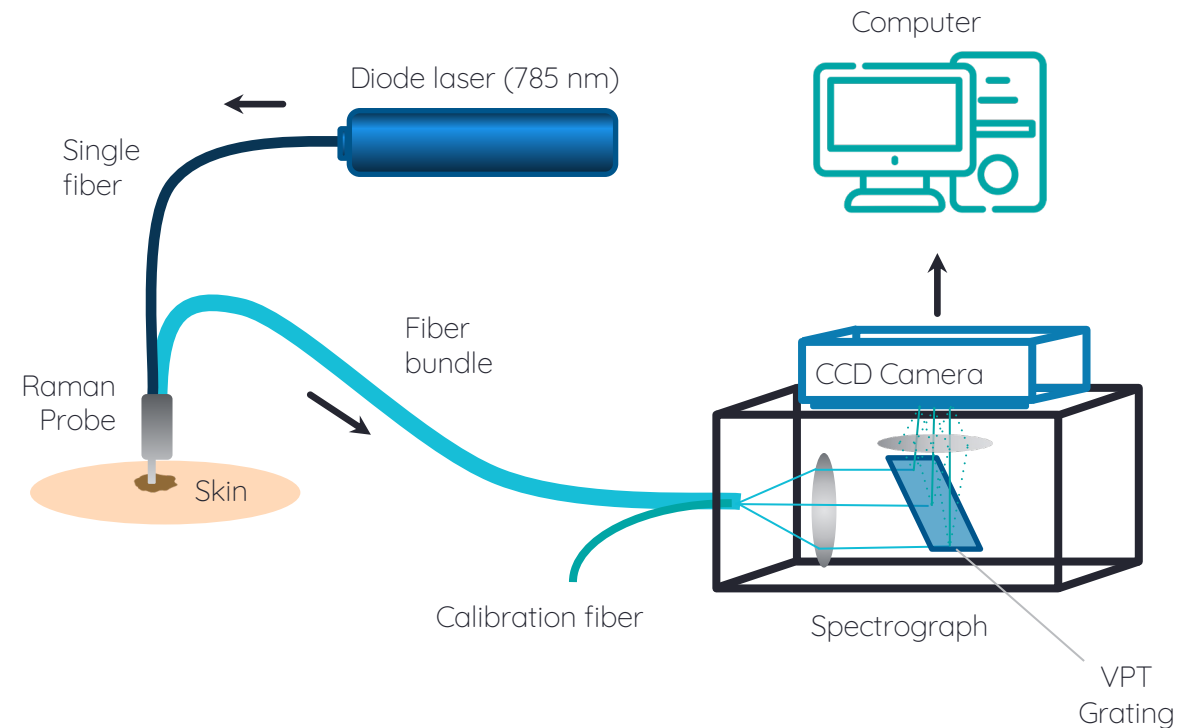 Computer
Diode laser (785 nm)
Single
fiber
Fiber
bundle
Raman
Probe
CCD Camera
Skin
Calibration fiber
Spectrograph
VPT
Grating